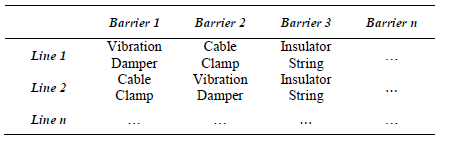 Barrier 1 Barrier 2 Barrier 3 Barrier n
Line 1 Vibration Damper Cable Clamp Insulator String ...
Line 2 Cable Clamp Vibration Damper Insulator String ...
Line n ... ... ... ...